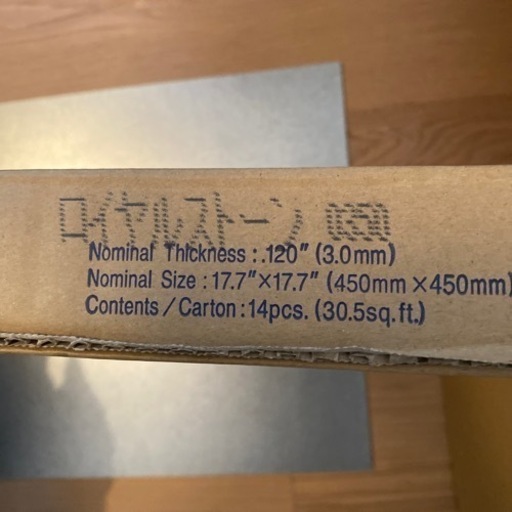 ロイヤルストーン
Nominal Thickness : .120" (3.0mm)
Nominal Size : 17.7"×17.7" (450mm×450mm)
Contents / Carton : 14pcs. (30.5sq.ft.)